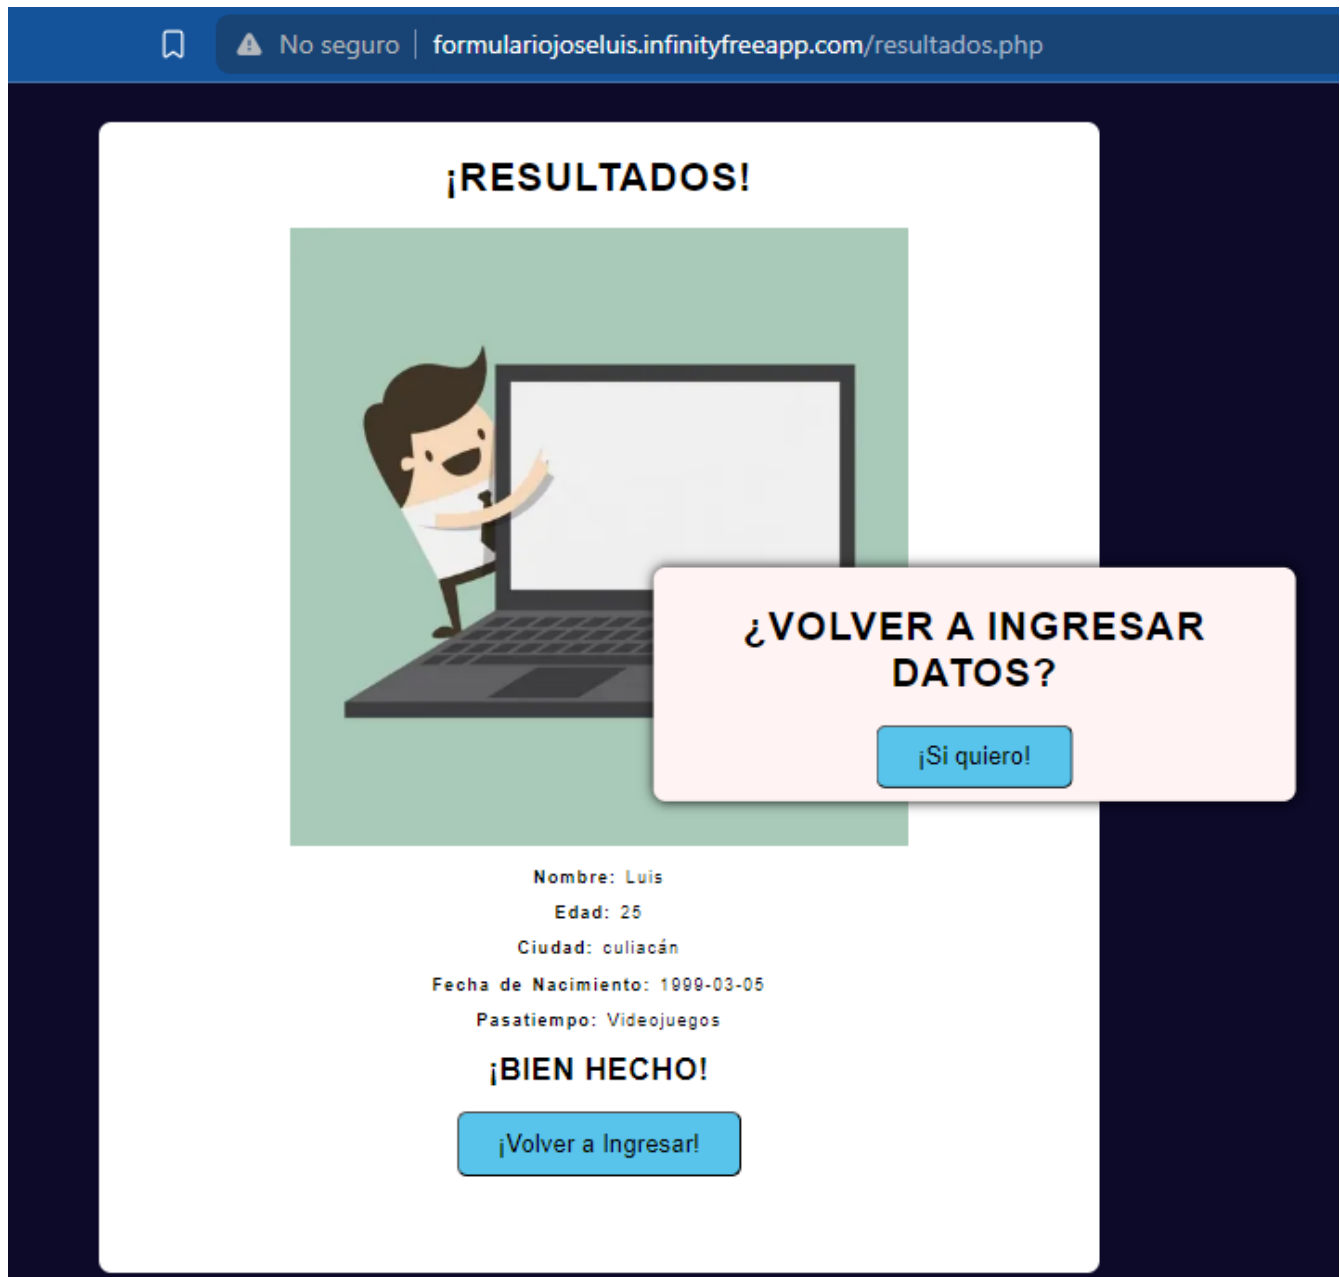 No seguro formulariojoseluis.infinityfreeapp.com/resultados.php
¡RESULTADOS!
¿VOLVER A INGRESAR
DATOS?
¡Si quiero!
Nombre: Luis
Edad: 25
Ciudad: culiacán
Fecha de Nacimiento: 1999-03-05
Pasatiempo: Videojuegos
¡BIEN HECHO!
¡Volver a Ingresar!